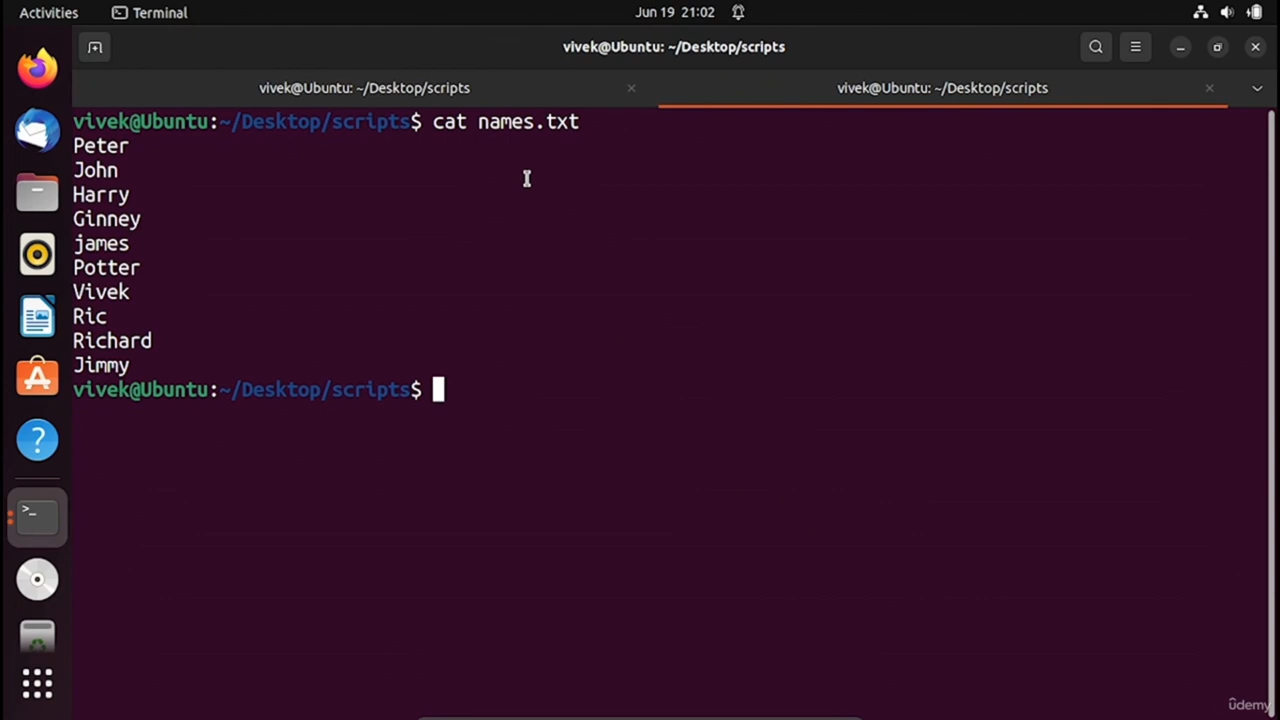 Activities Terminal Jun 19 21:02
vivek@Ubuntu: ~/Desktop/scripts
vivek@Ubuntu: ~/Desktop/scripts vivek@Ubuntu: ~/Desktop/scripts
vivek@Ubuntu:~/Desktop/scripts$ cat names.txt
Peter
John
Harry
Ginney
james
Potter
Vivek
Ric
Richard
Jimmy
vivek@Ubuntu:~/Desktop/scripts$
udemy